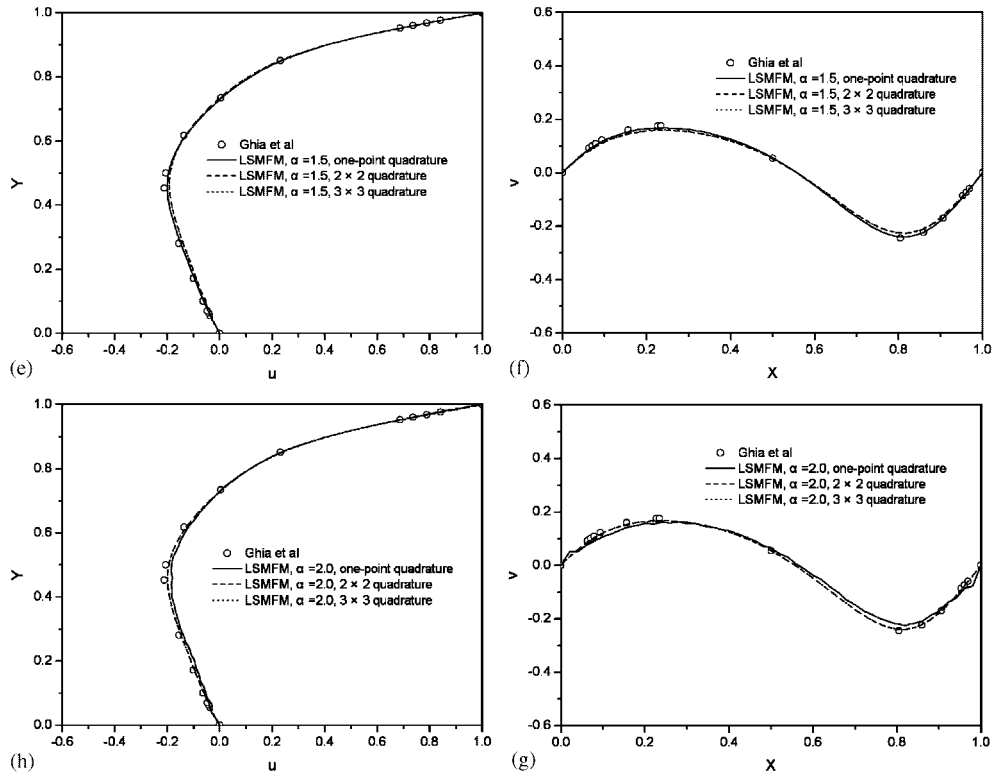 1.0
0.8
0.6
0.4
0.2
0.0
Y
Ghia et al
LSMFM, α =1.5, one-point quadrature
LSMFM, α =1.5, 2 × 2 quadrature
LSMFM, α =1.5, 3 × 3 quadrature
-0.6 -0.4 -0.2 0.0 0.2 0.4 0.6 0.8 1.0
u
(e)
0.6
0.4
0.2
0.0
-0.2
-0.4
-0.6
v
Ghia et al
LSMFM, α =1.5, one-point quadrature
LSMFM, α =1.5, 2 × 2 quadrature
LSMFM, α =1.5, 3 × 3 quadrature
0.0 0.2 0.4 0.6 0.8 1.0
X
(f)
1.0
0.8
0.6
0.4
0.2
0.0
Y
Ghia et al
LSMFM, α =2.0, one-point quadrature
LSMFM, α =2.0, 2 × 2 quadrature
LSMFM, α =2.0, 3 × 3 quadrature
-0.6 -0.4 -0.2 0.0 0.2 0.4 0.6 0.8 1.0
u
(h)
0.6
0.4
0.2
0.0
-0.2
-0.4
-0.6
v
Ghia et al
LSMFM, α =2.0, one-point quadrature
LSMFM, α =2.0, 2 × 2 quadrature
LSMFM, α =2.0, 3 × 3 quadrature
0.0 0.2 0.4 0.6 0.8 1.0
X
(g)